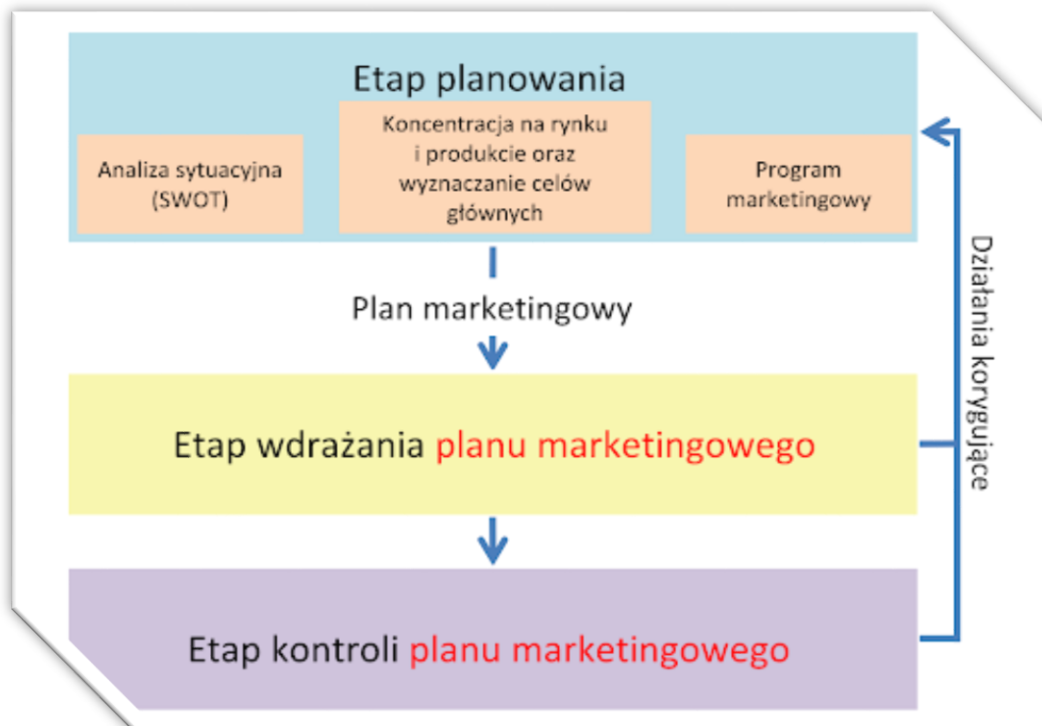 Etap planowania
Analiza sytuacyjna
(SWOT)
Koncentracja na rynku
i produkcie oraz
wyznaczanie celów
głównych
Program
marketingowy
Plan marketingowy
Etap wdrażania planu marketingowego
Etap kontroli planu marketingowego
Działania korygujące